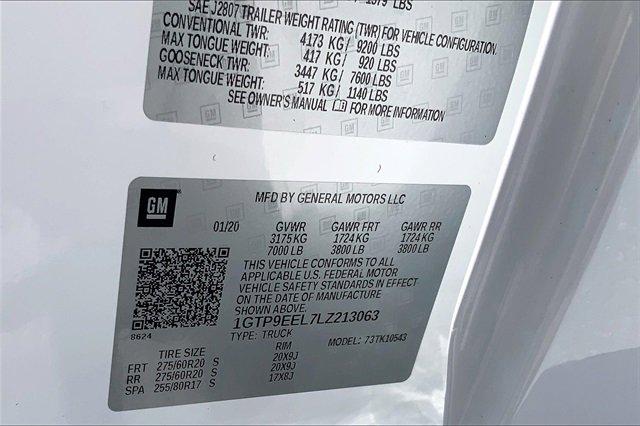 1379 LBS
SAE J2807 TRAILER WEIGHT RATING (TWR) FOR VEHICLE CONFIGURATION.
CONVENTIONAL TWR: 4173 KG/ 9200 LBS
MAX TONGUE WEIGHT: 417 KG/ 920 LBS
GOOSENECK TWR: 3447 KG/ 7600 LBS
MAX TONGUE WEIGHT: 517 KG/ 1140 LBS
SEE OWNER'S MANUAL FOR MORE INFORMATION
GM
MFD BY GENERAL MOTORS LLC
01/20 GVWR GAWR FRT GAWR RR
3175 KG 1724 KG 1724 KG
7000 LB 3800 LB 3800 LB
THIS VEHICLE CONFORMS TO ALL
APPLICABLE U.S. FEDERAL MOTOR
VEHICLE SAFETY STANDARDS IN EFFECT
ON THE DATE OF MANUFACTURE
SHOWN ABOVE.
8624
1GTP9EEL7LZ213063
TYPE: TRUCK MODEL: 73TK10543
TIRE SIZE RIM
FRT 275/60R20 S 20X9J
RR 275/60R20 S 20X9J
SPA 255/80R17 S 17X8J